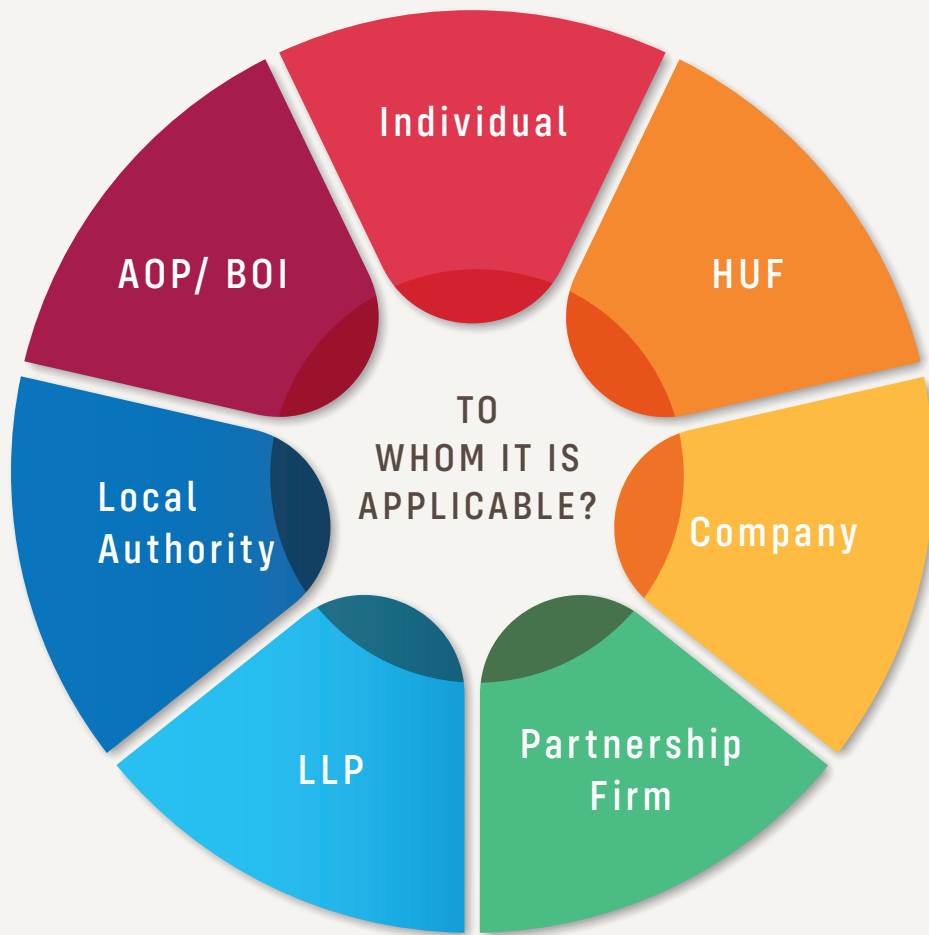 Individual
HUF
Company
Partnership
Firm
LLP
Local
Authority
AOP/ BOI
TO
WHOM IT IS
APPLICABLE?